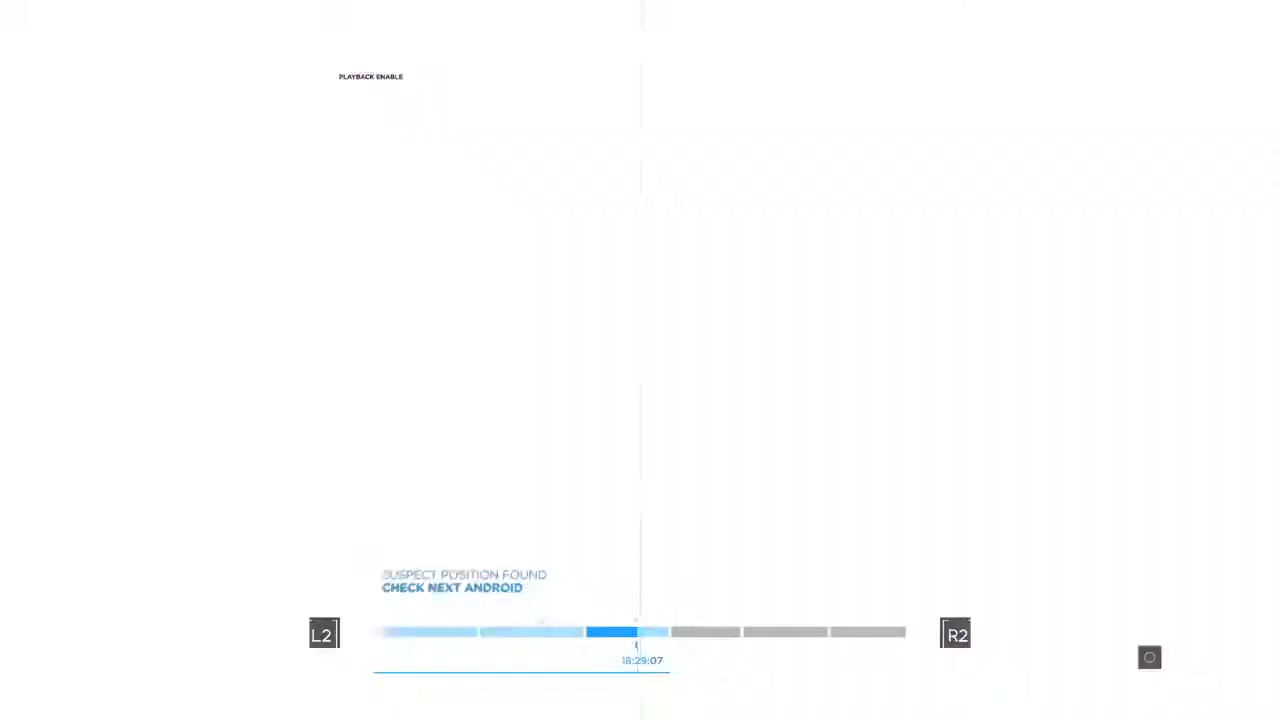 PLAYBACK ENABLE
SUSPECT POSITION FOUND
CHECK NEXT ANDROID
L2
R2
18:29:07